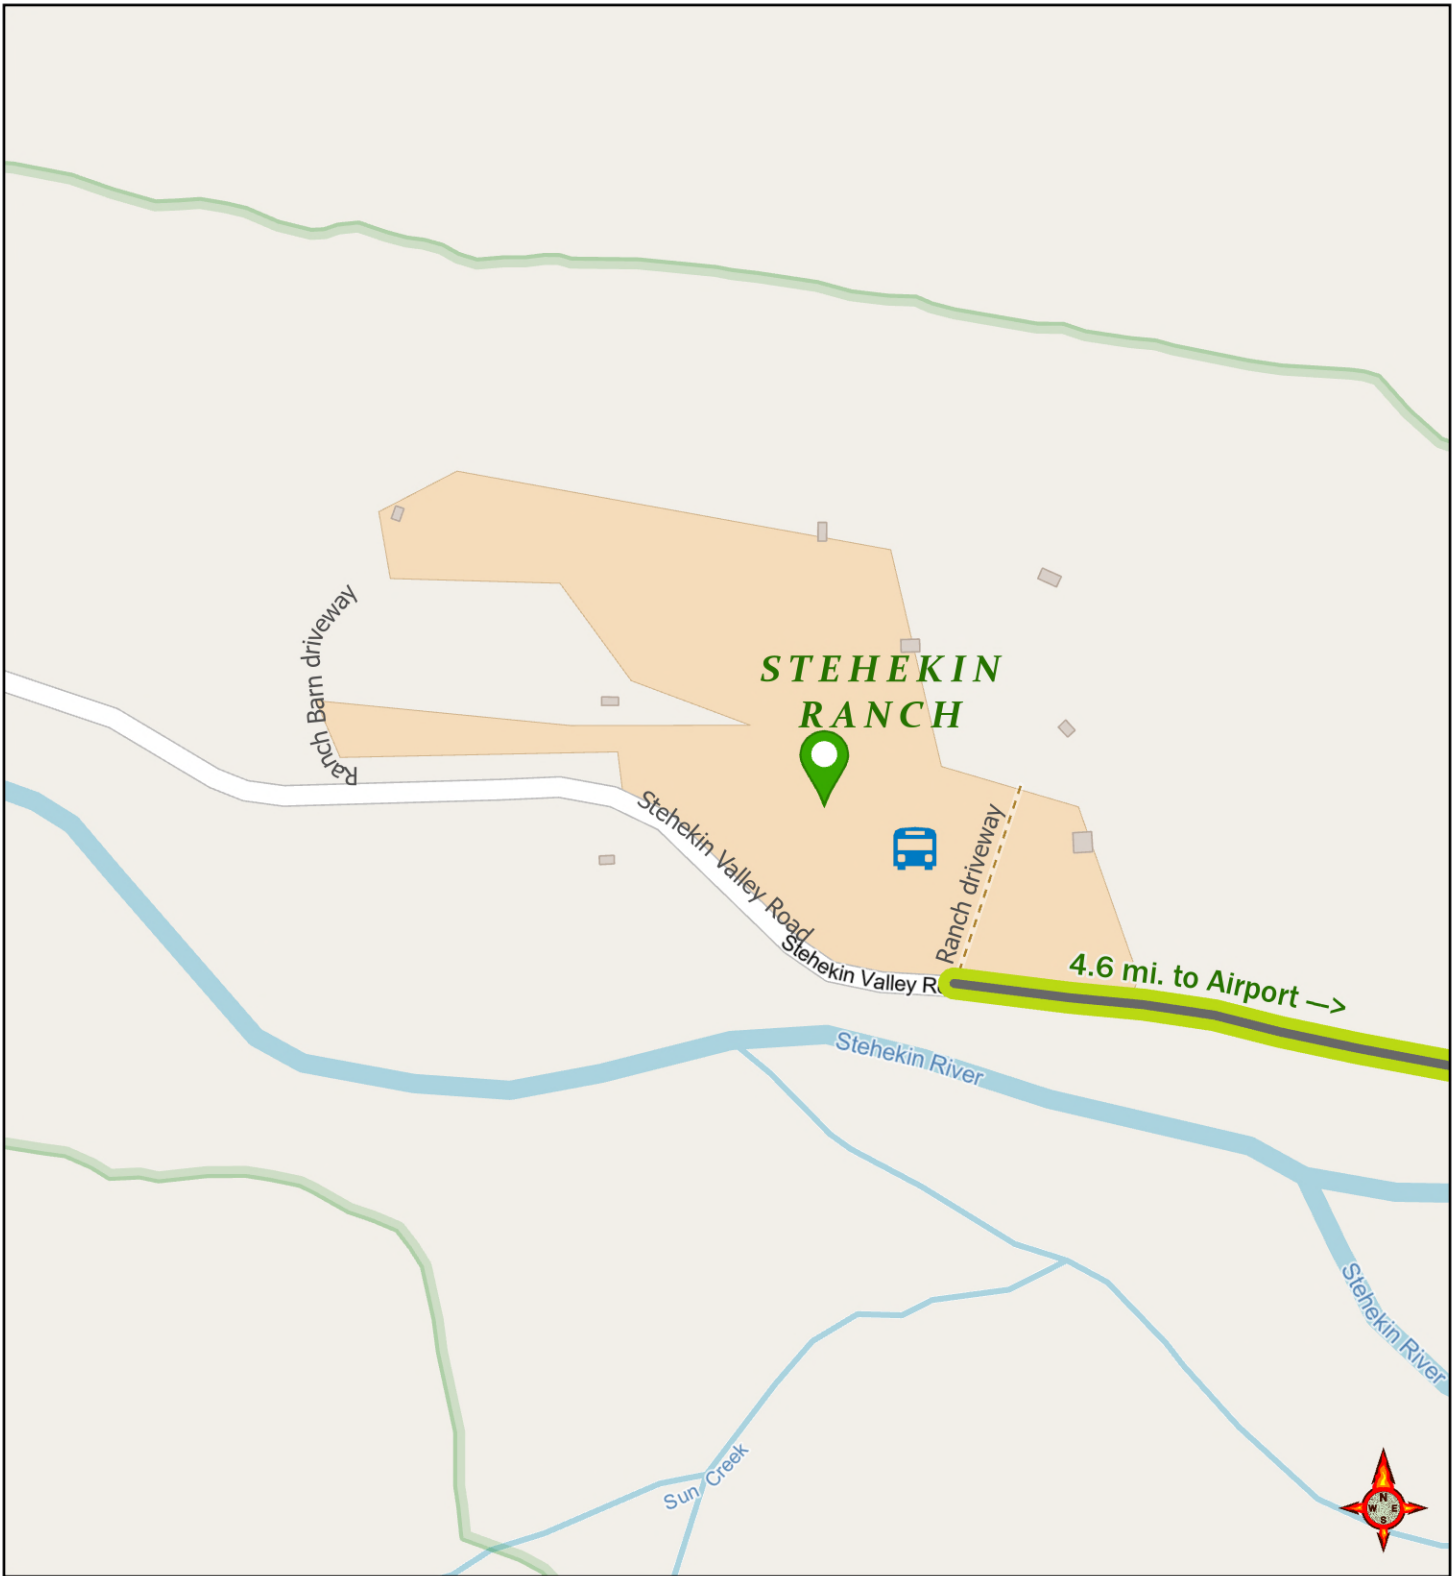 Ranch Barn driveway
STEHEKIN
RANCH
Stehekin Valley Road
Ranch driveway
Stehekin Valley Ro
4.6 mi. to Airport —>
Stehekin River
Stehekin River
Sun Creek
N
W E
S